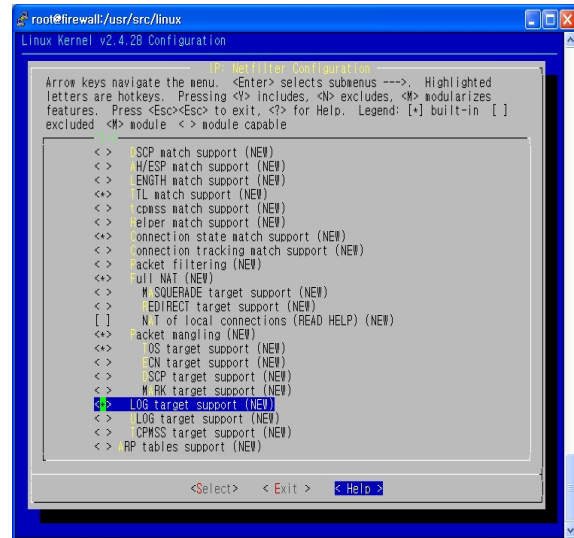 root@firewall:/usr/src/linux
Linux Kernel v2.4.28 Configuration
IP: Netfilter Configuration
Arrow keys navigate the menu. <Enter> selects submenus --->. Highlighted
letters are hotkeys. Pressing <Y> includes, <N> excludes, <M> modularizes
features. Press <Esc><Esc> to exit, <?> for Help. Legend: [*] built-in [ ]
excluded <M> module < > module capable
< > DSCP match support (NEW)
< > AH/ESP match support (NEW)
< > LENGTH match support (NEW)
<*> TTL match support (NEW)
< > tcpmss match support (NEW)
< > Helper match support (NEW)
<*> Connection state match support (NEW)
< > Connection tracking match support (NEW)
< > Packet filtering (NEW)
<*> Full NAT (NEW)
< > MASQUERADE target support (NEW)
< > REDIRECT target support (NEW)
[ ] NAT of local connections (READ HELP) (NEW)
<*> Packet mangling (NEW)
<*> TOS target support (NEW)
< > ECN target support (NEW)
< > DSCP target support (NEW)
< > MARK target support (NEW)
<*> LOG target support (NEW)
< > ULOG target support (NEW)
< > TCPMSS target support (NEW)
< > ARP tables support (NEW)
<Select> < Exit > < Help >